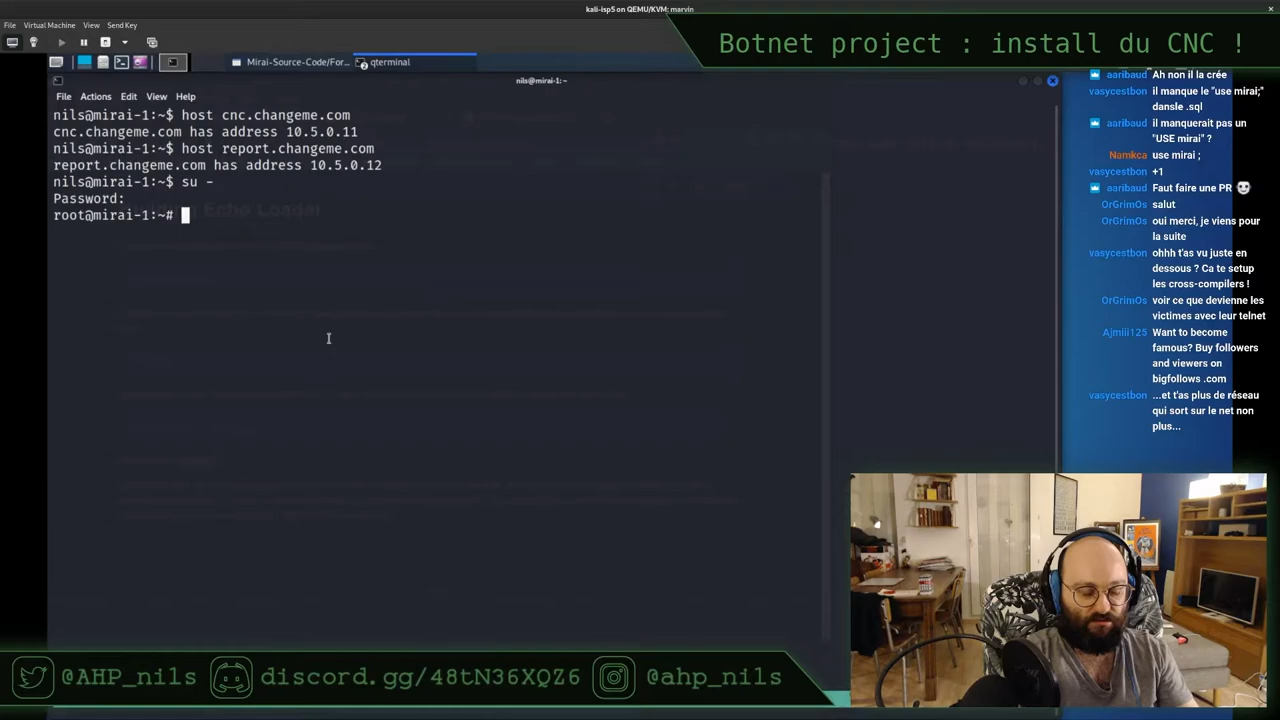 kali-isp5 on QEMU/KVM: marvin
File Virtual Machine View Send Key
Botnet project : install du CNC !
Mirai-Source-Code/For...
qterminal
nils@mirai-1: ~
File Actions Edit View Help
nils@mirai-1:~$ host cnc.changeme.com
cnc.changeme.com has address 10.5.0.11
nils@mirai-1:~$ host report.changeme.com
report.changeme.com has address 10.5.0.12
nils@mirai-1:~$ su -
Password:
root@mirai-1:~#
Echo Loader
aaribaud Ah non il la crée
vasycestbon il manque le "use mirai;"
dansle .sql
aaribaud il manquerait pas un
"USE mirai" ?
Namkca use mirai ;
vasycestbon +1
aaribaud Faut faire une PR
OrGrimOs salut
OrGrimOs oui merci, je viens pour
la suite
vasycestbon ohhh t'as vu juste en
dessous ? Ca te setup
les cross-compilers !
OrGrimOs voir ce que devienne les
victimes avec leur telnet
Ajmiii125 Want to become
famous? Buy followers
and viewers on
bigfollows .com
vasycestbon ...et t'as plus de réseau
qui sort sur le net non
plus...
@AHP_nils
discord.gg/48tN36XQZ6
@ahp_nils